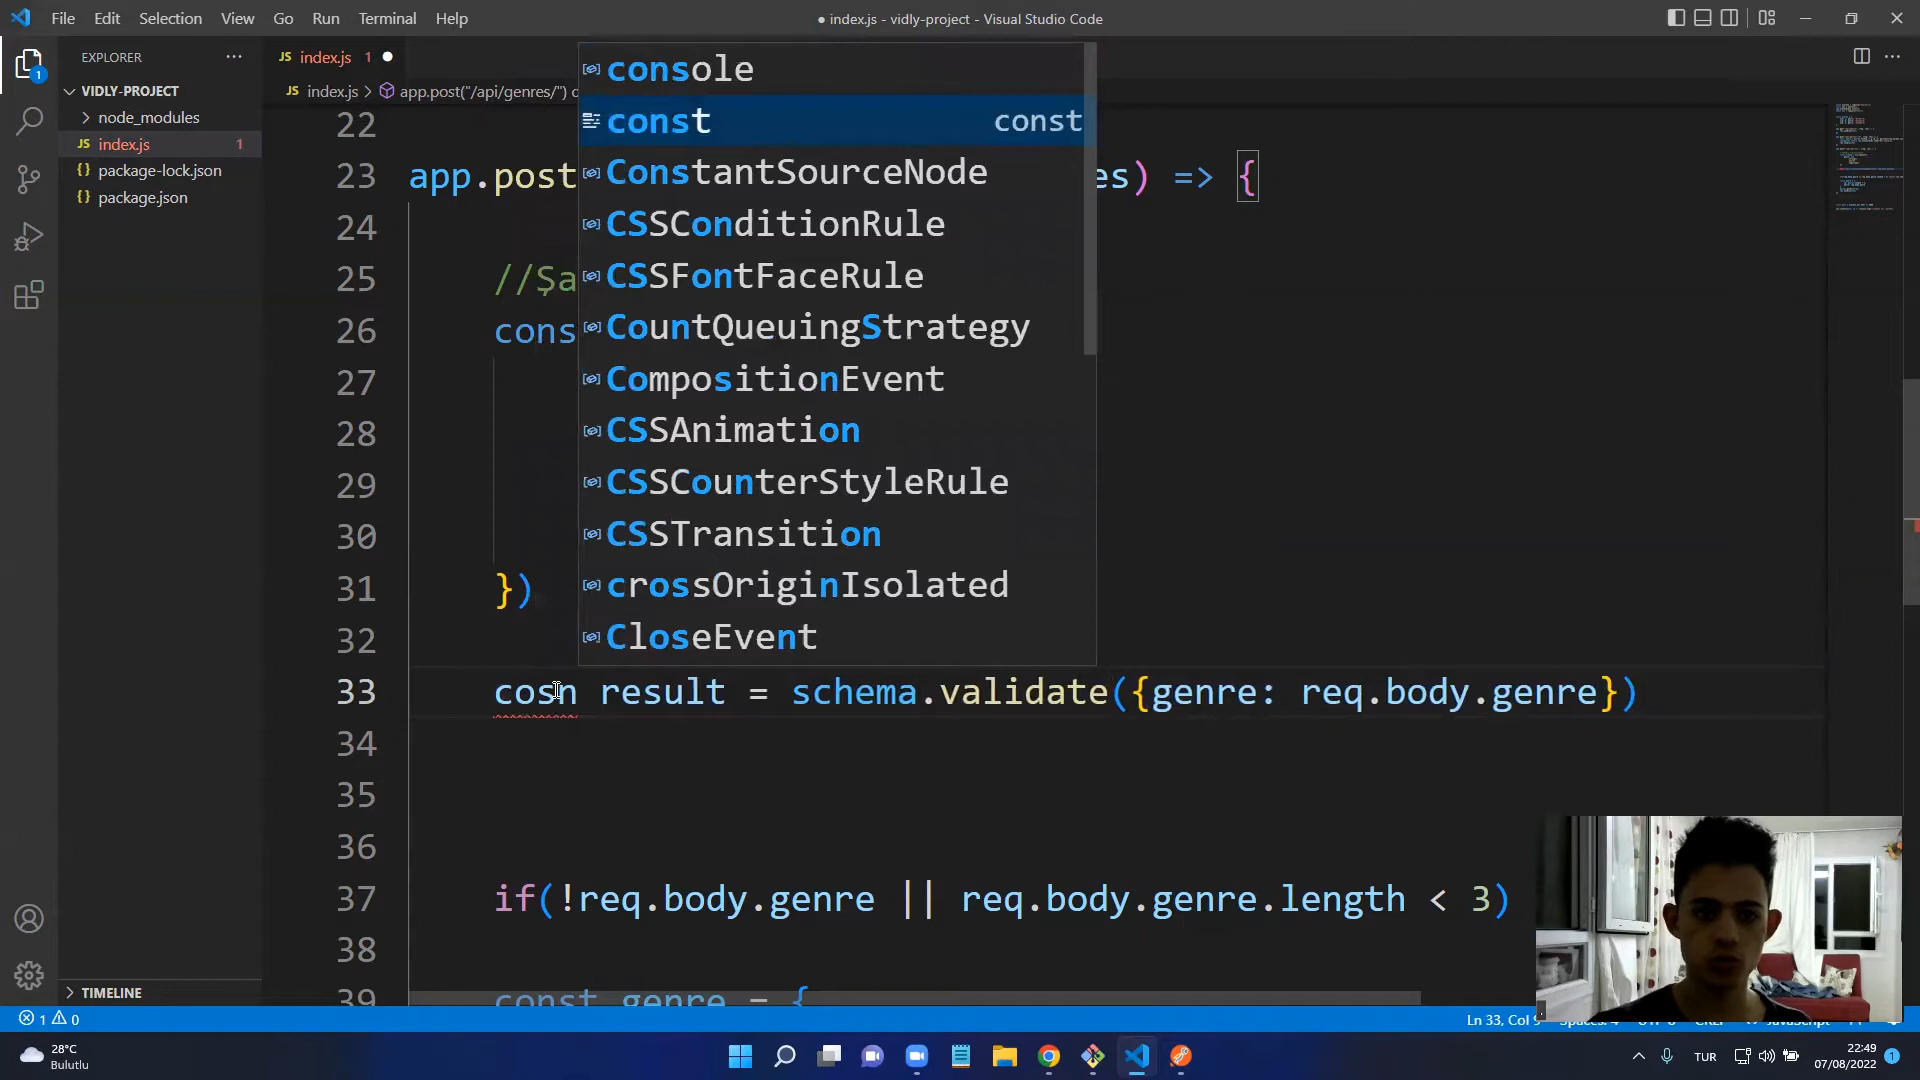 File Edit Selection View Go Run Terminal Help
● index.js - vidly-project - Visual Studio Code
EXPLORER
VIDLY-PROJECT
node_modules
JS index.js 1
{} package-lock.json
{} package.json
TIMELINE
JS index.js 1 ●
JS index.js > app.post("/api/genres/")
console
const const
ConstantSourceNode
CSSConditionRule
CSSFontFaceRule
CountQueuingStrategy
CompositionEvent
CSSAnimation
CSSCounterStyleRule
CSSTransition
crossOriginIsolated
CloseEvent
22
23 app.post es) => {
24
25 //Şa
26 cons
27
28
29
30
31 })
32
33 cosn result = schema.validate({genre: req.body.genre})
34
35
36
37 if(!req.body.genre || req.body.genre.length < 3)
38
39 const genre = {
1 0
Ln 33, Col 9
JavaScript
28°C
Bulutlu
TUR
22:49
07/08/2022
1